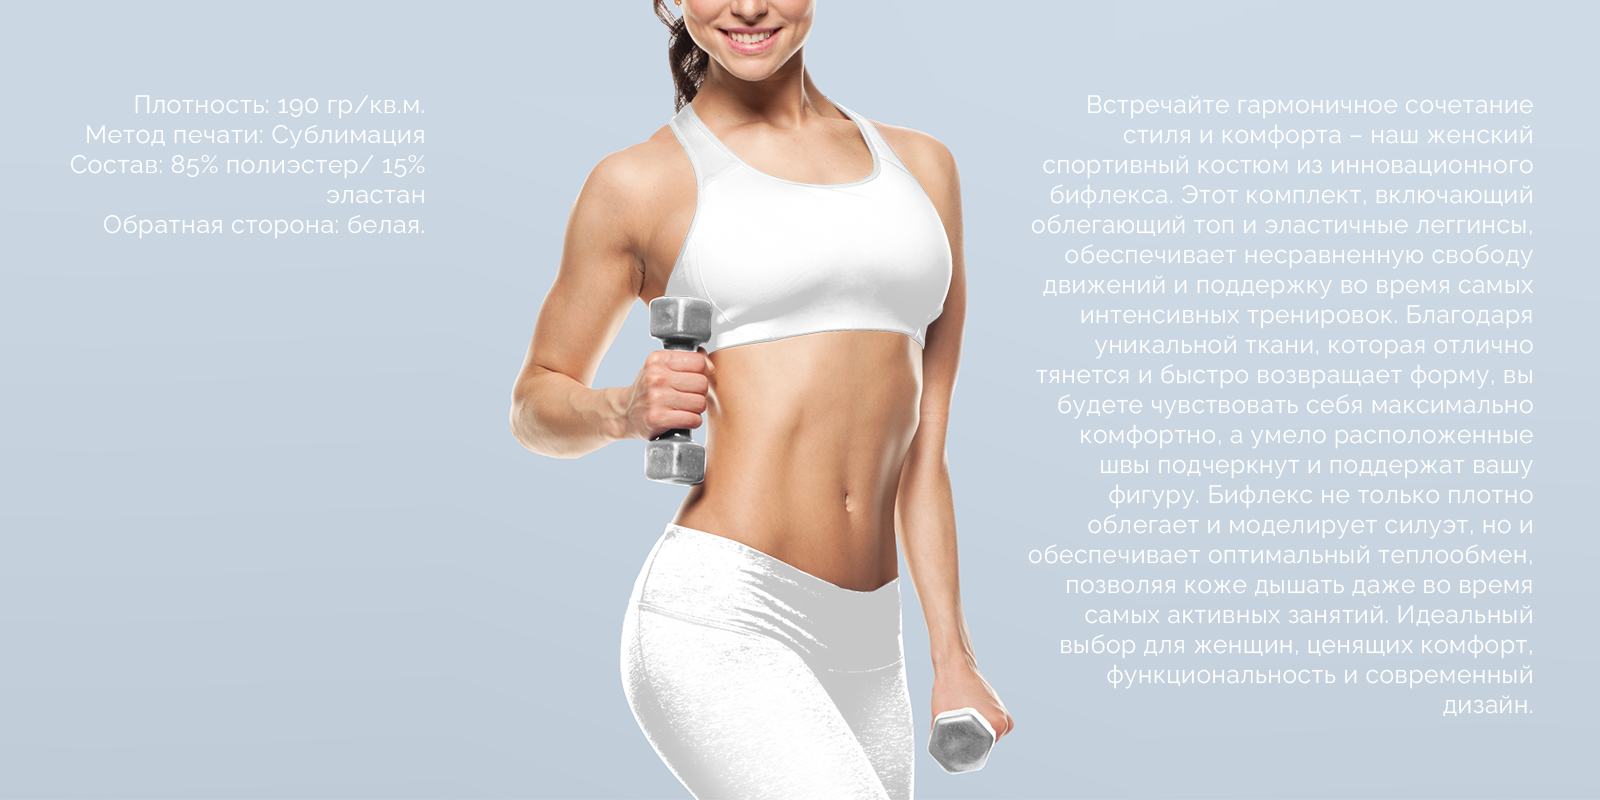 Плотность: 190 гр/кв.м.
Метод печати: Сублимация
Состав: 85% полиэстер/ 15%
эластан
Обратная сторона: белая.
Встречайте гармоничное сочетание
стиля и комфорта – наш женский
спортивный костюм из инновационного
бифлекса. Этот комплект, включающий
облегающий топ и эластичные леггинсы,
обеспечивает несравненную свободу
движений и поддержку во время самых
интенсивных тренировок. Благодаря
уникальной ткани, которая отлично
тянется и быстро возвращает форму, вы
будете чувствовать себя максимально
комфортно, а умело расположенные
швы подчеркнут и поддержат вашу
фигуру. Бифлекс не только плотно
облегает и моделирует силуэт, но и
обеспечивает оптимальный теплообмен,
позволяя коже дышать даже во время
самых активных занятий. Идеальный
выбор для женщин, ценящих комфорт,
функциональность и современный
дизайн.